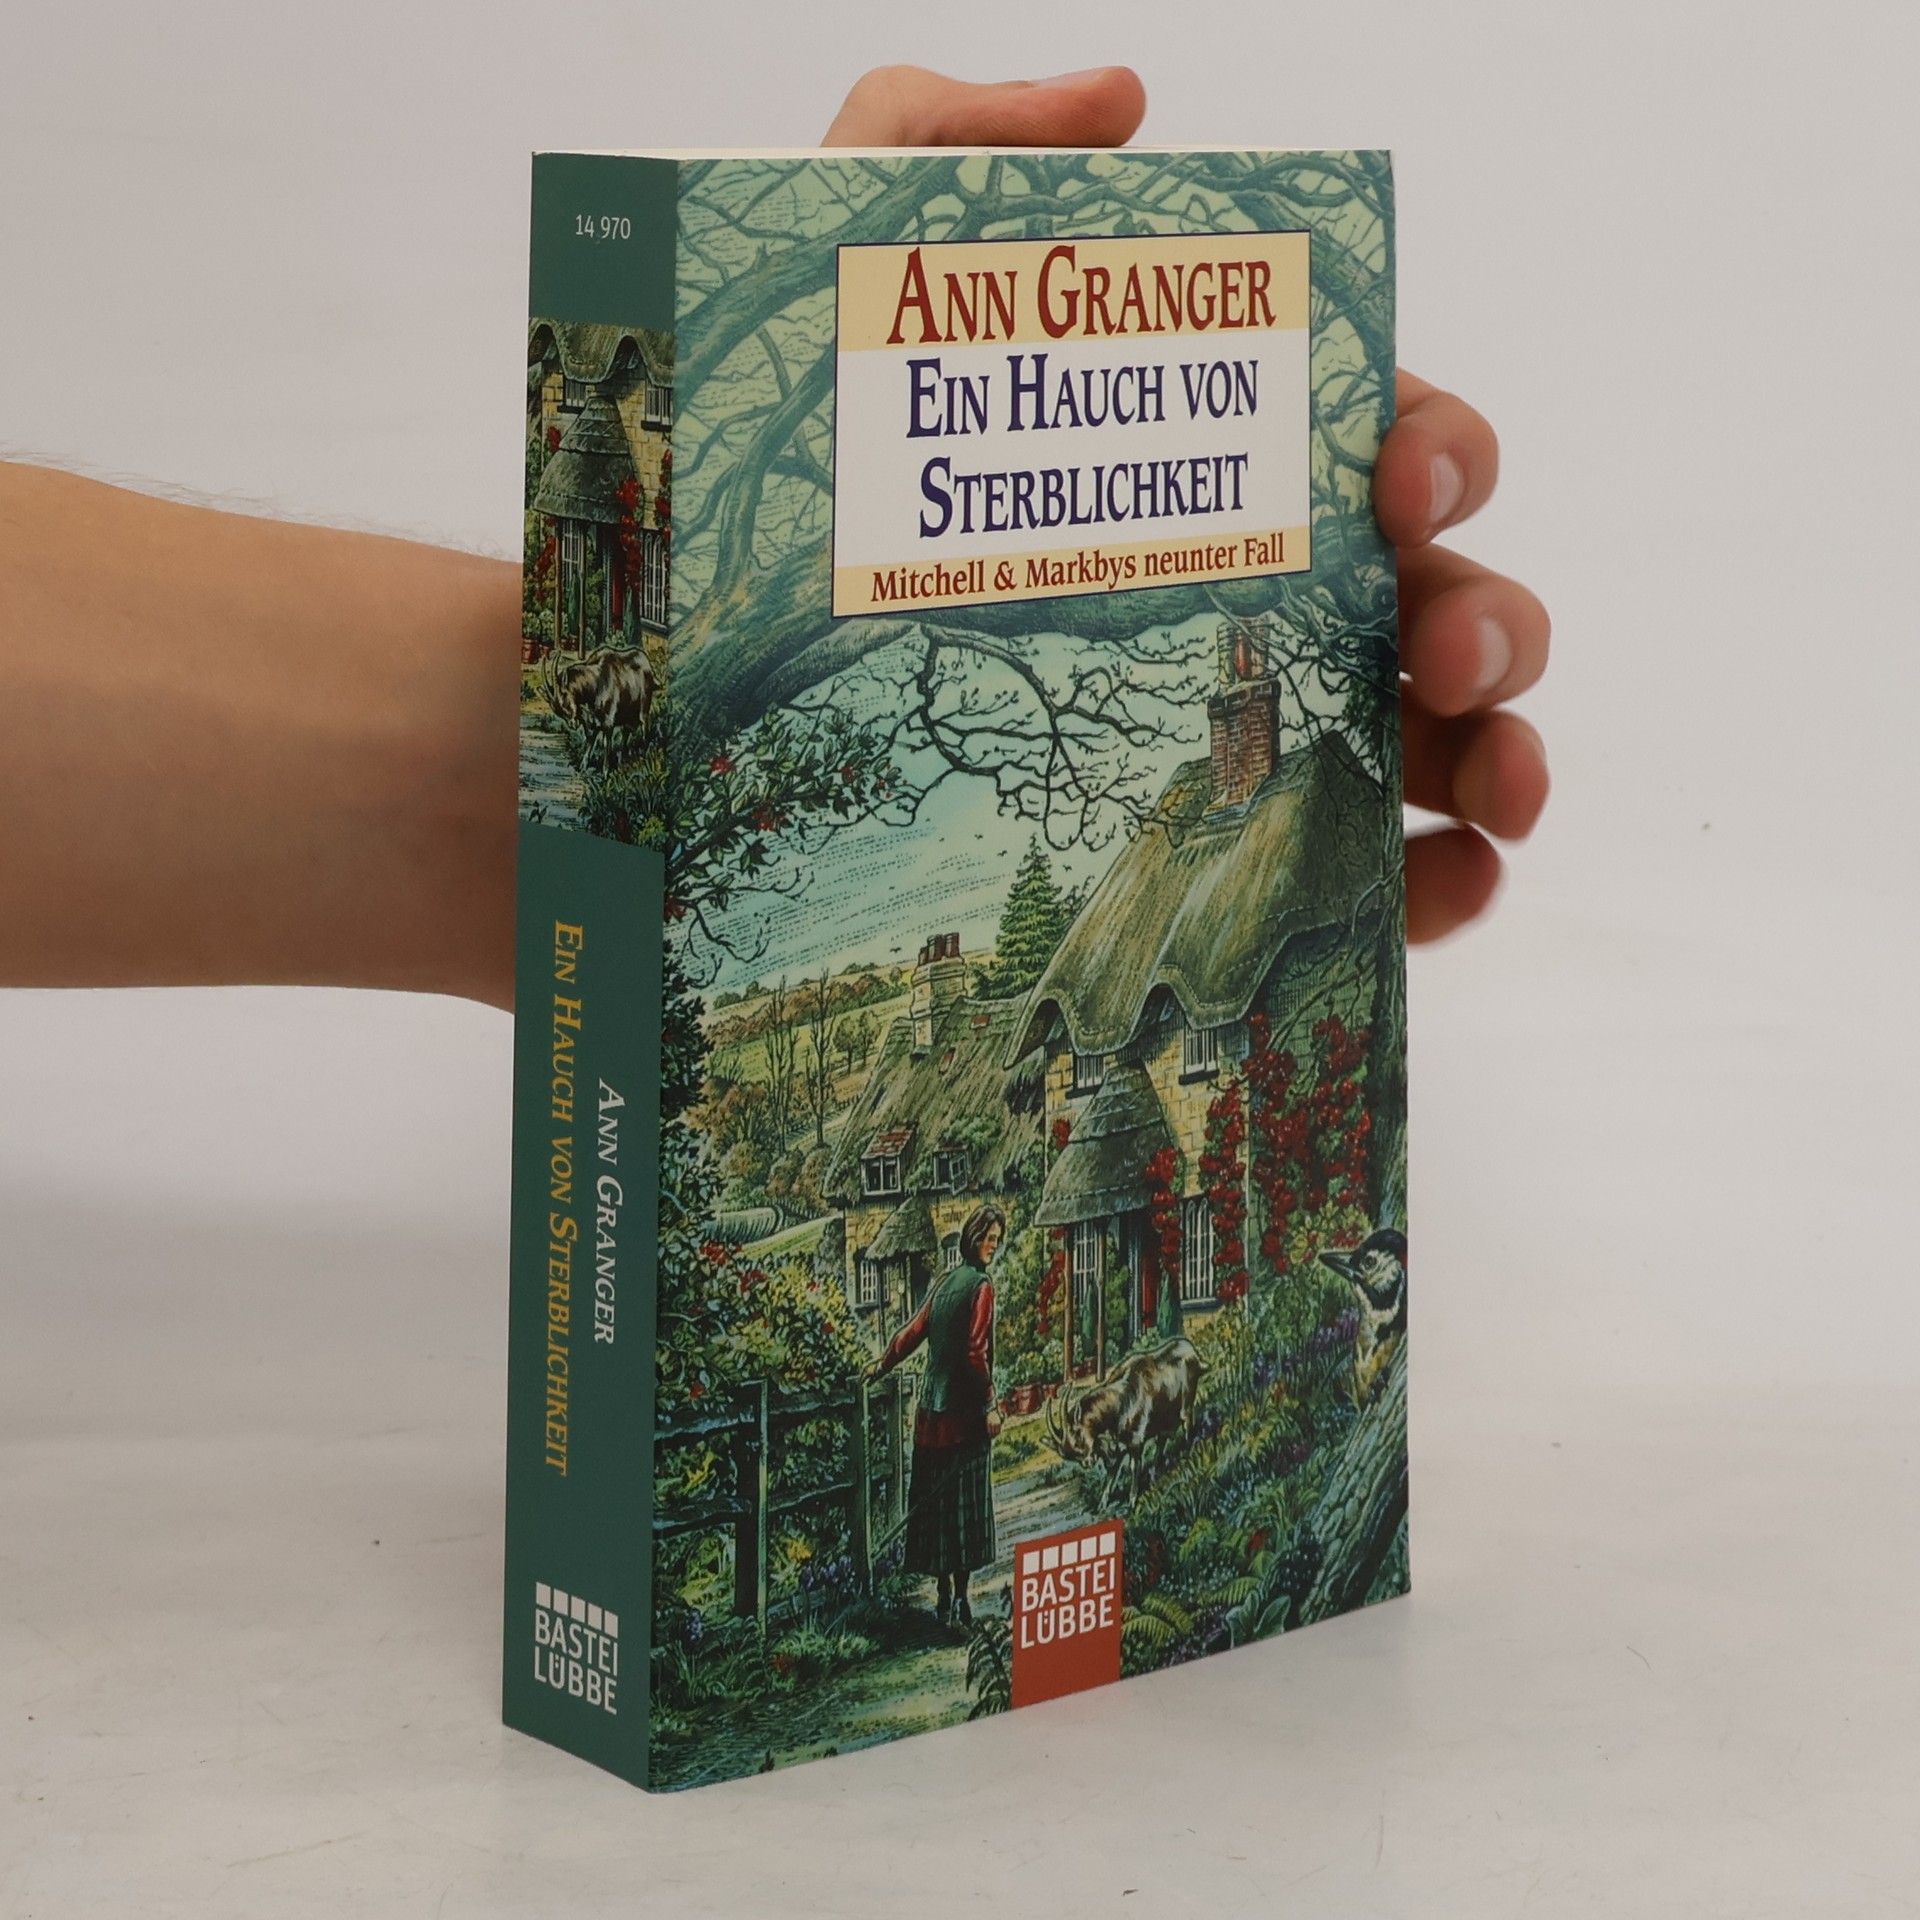 14 970
ANN GRANGER
EIN HAUCH VON STERBLICHKEIT
BASTEI
LÜBBE
ANN GRANGER
EIN HAUCH VON
STERBLICHKEIT
Mitchell & Markbys neunter Fall
BASTEI
LÜBBE